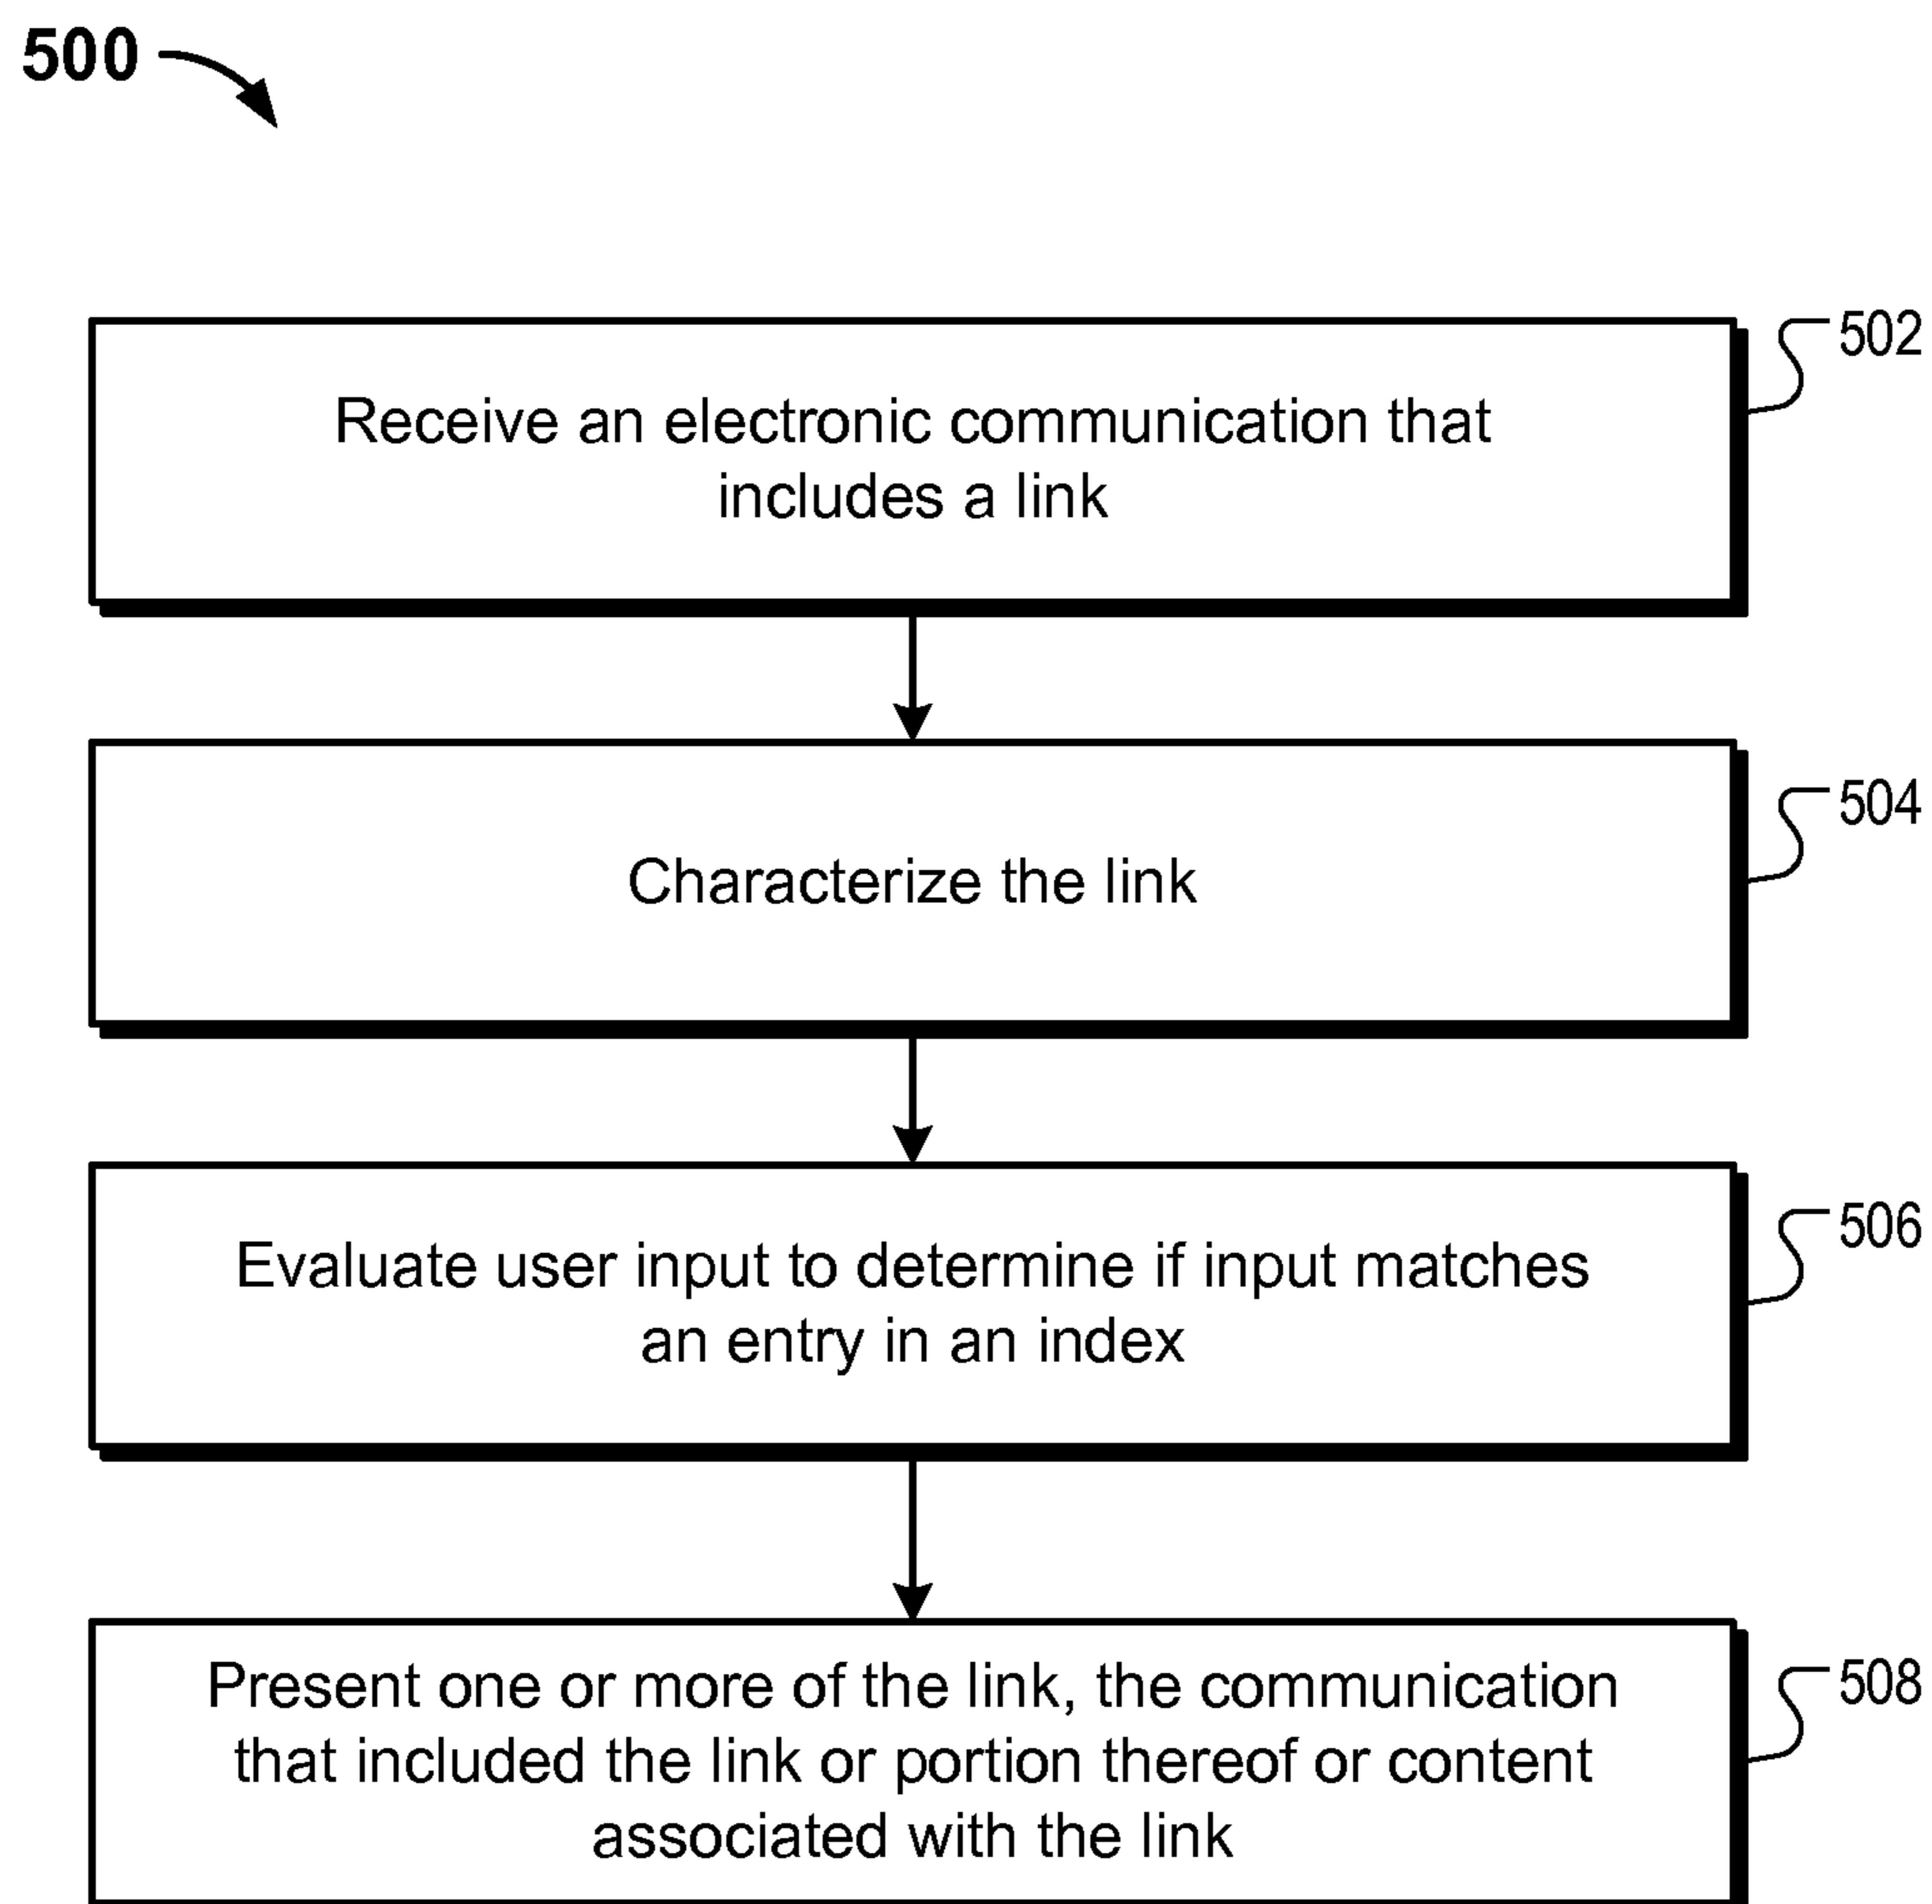 500
502
Receive an electronic communication that
includes a link
504
Characterize the link
506
Evaluate user input to determine if input matches
an entry in an index
508
Present one or more of the link, the communication
that included the link or portion thereof or content
associated with the link